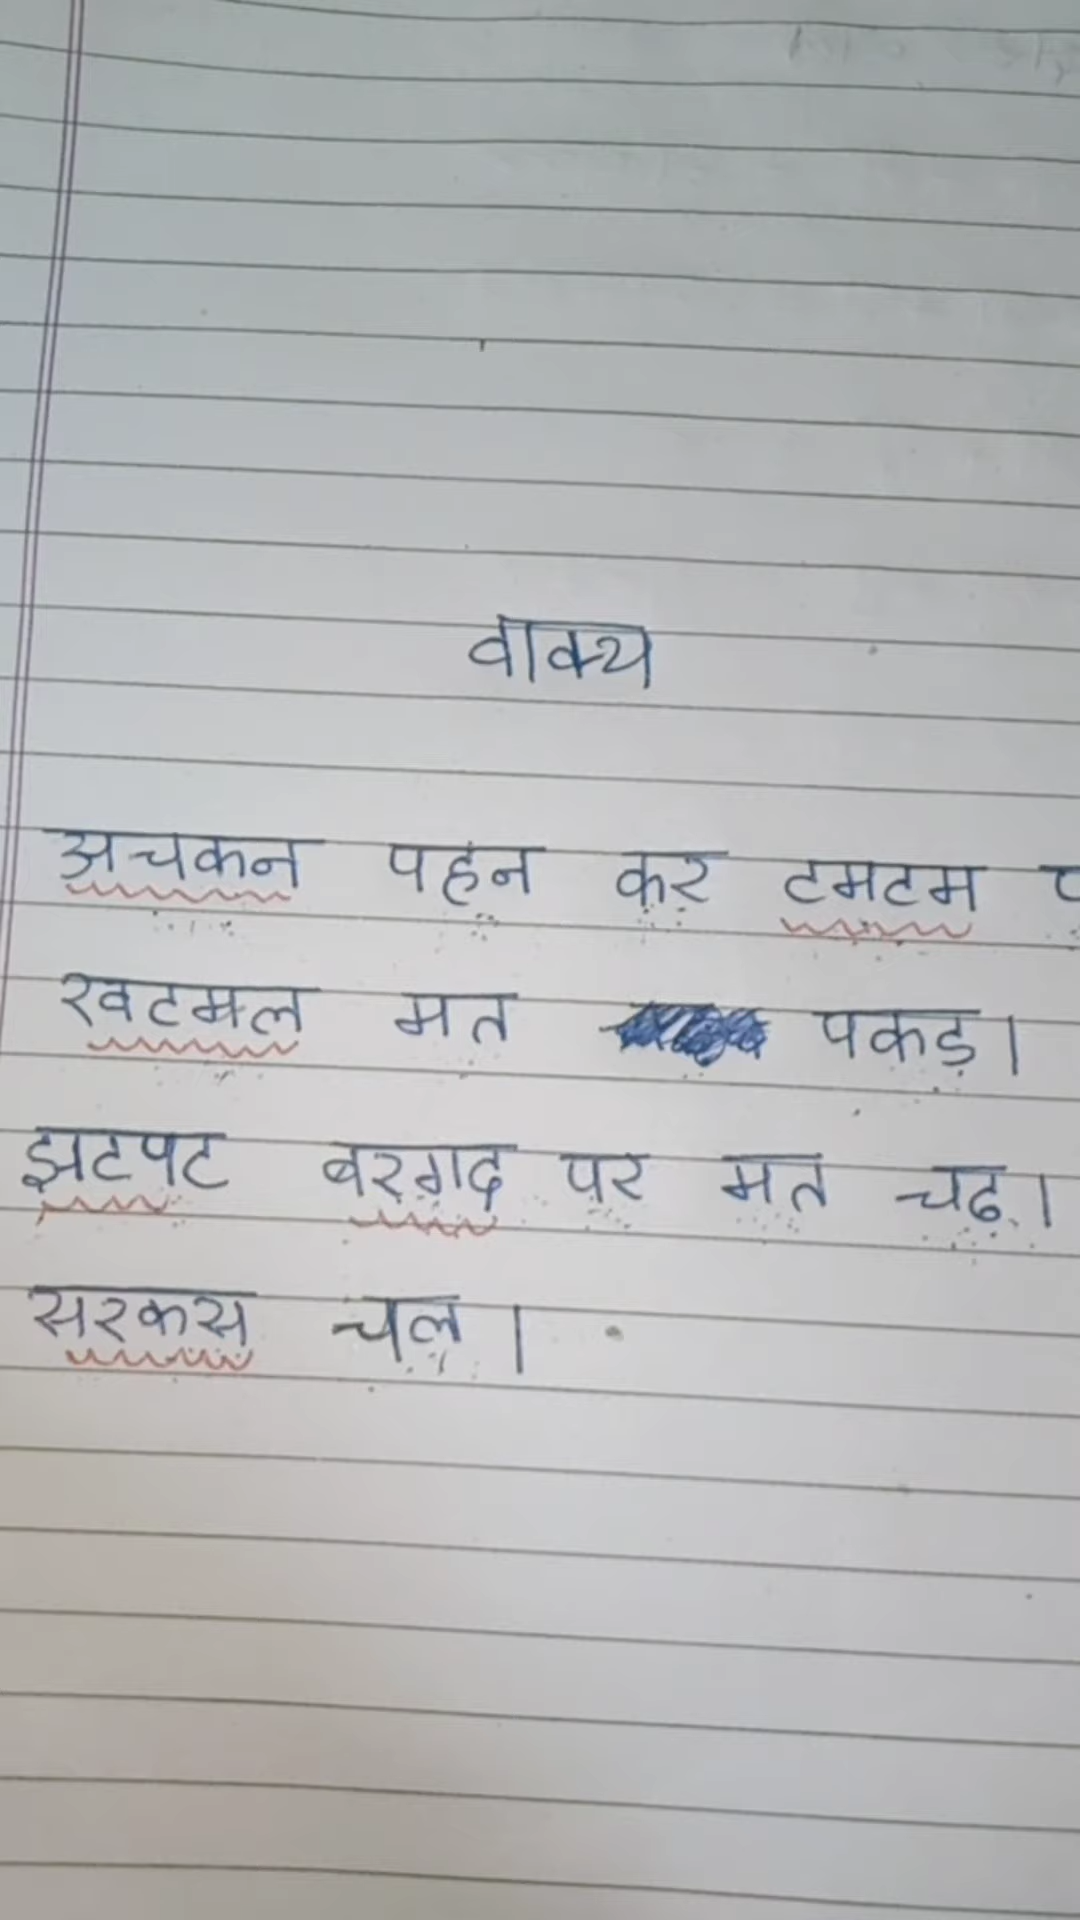 वाक्य
अचकन पहन कर टमटम
खटमल मत पकड़।
झटपट बरगद पर मत चढ़।
सरकस चल।